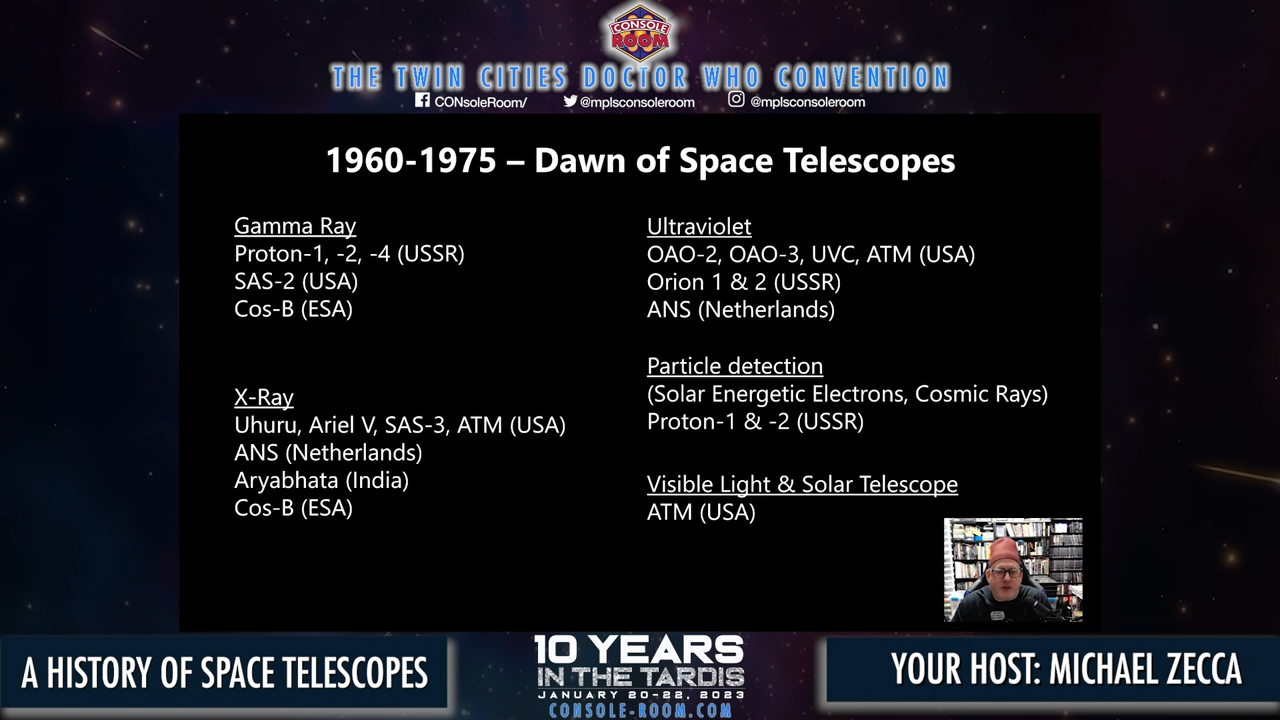 CONSOLE
ROOM
THE TWIN CITIES DOCTOR WHO CONVENTION
CONsoleRoom/ @mplsconsoleroom @mplsconsoleroom
1960-1975 – Dawn of Space Telescopes
Gamma Ray
Proton-1, -2, -4 (USSR)
SAS-2 (USA)
Cos-B (ESA)
X-Ray
Uhuru, Ariel V, SAS-3, ATM (USA)
ANS (Netherlands)
Aryabhata (India)
Cos-B (ESA)
Ultraviolet
OAO-2, OAO-3, UVC, ATM (USA)
Orion 1 & 2 (USSR)
ANS (Netherlands)
Particle detection
(Solar Energetic Electrons, Cosmic Rays)
Proton-1 & -2 (USSR)
Visible Light & Solar Telescope
ATM (USA)
A HISTORY OF SPACE TELESCOPES
10 YEARS
IN THE TARDIS
JANUARY 20-22, 2023
CONSOLE-ROOM.COM
YOUR HOST: MICHAEL ZECCA